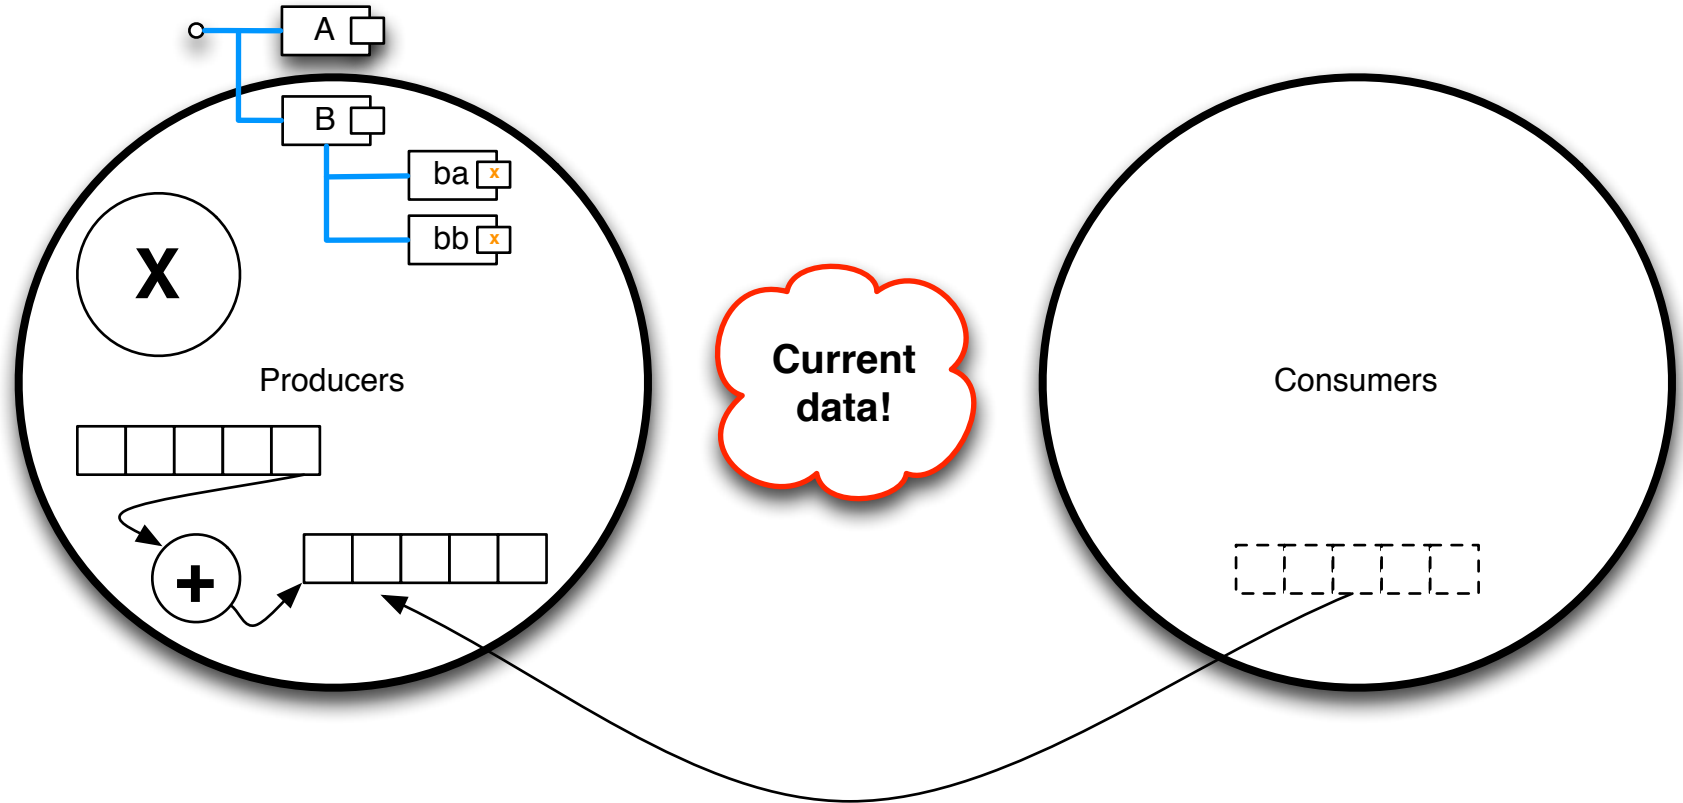 A
B
ba x
bb x
X
Producers
Current
data!
Consumers
+